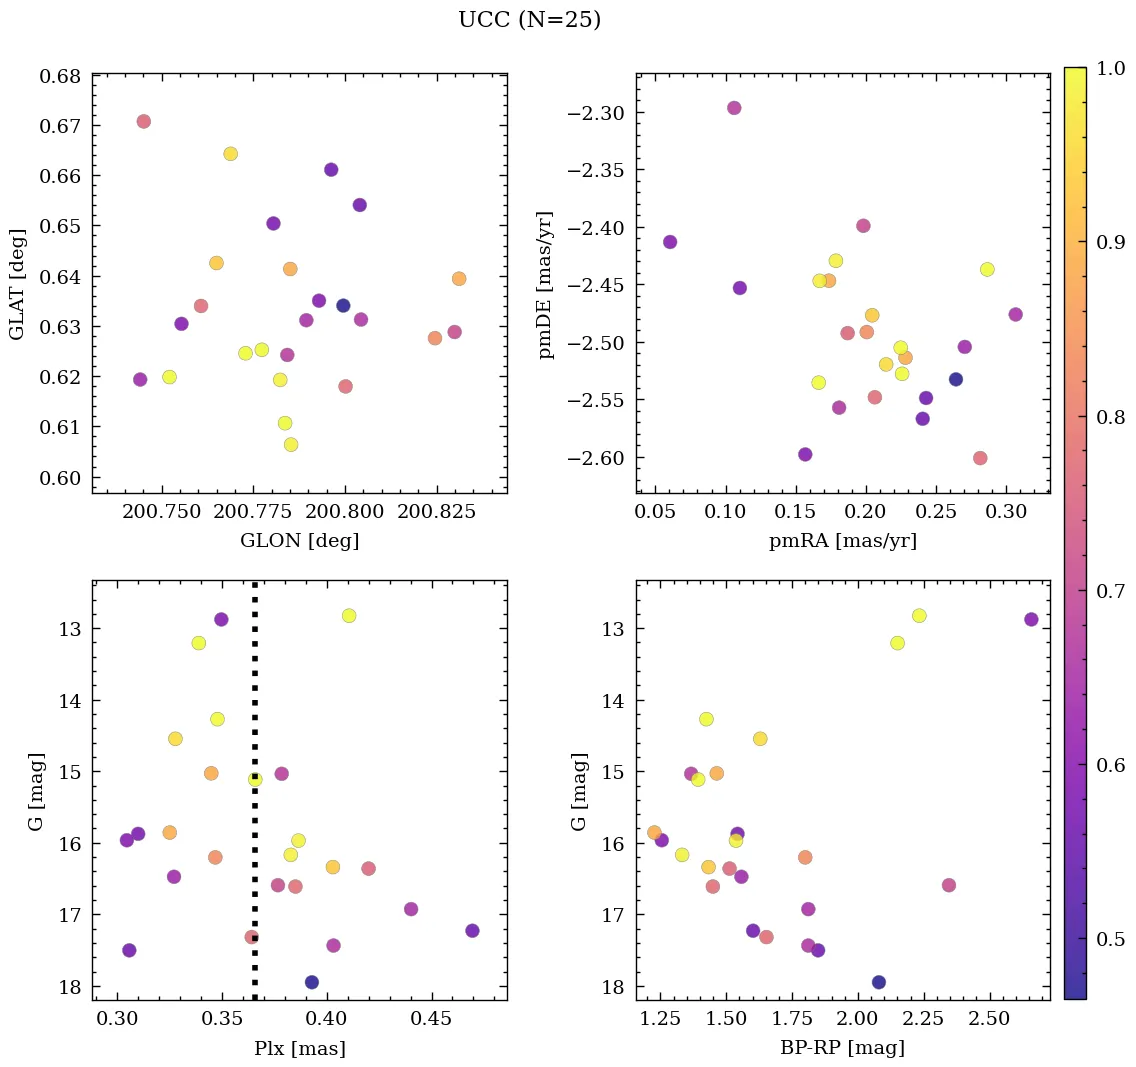 UCC (N=25)
0.68
0.67
0.66
0.65
0.64
0.63
0.62
0.61
0.60
GLAT [deg]
200.750 200.775 200.800 200.825
GLON [deg]
−2.30
−2.35
−2.40
−2.45
−2.50
−2.55
−2.60
pmDE [mas/yr]
0.05 0.10 0.15 0.20 0.25 0.30
pmRA [mas/yr]
13
14
15
16
17
18
G [mag]
0.30 0.35 0.40 0.45
Plx [mas]
13
14
15
16
17
18
G [mag]
1.25 1.50 1.75 2.00 2.25 2.50
BP-RP [mag]
1.0
0.9
0.8
0.7
0.6
0.5